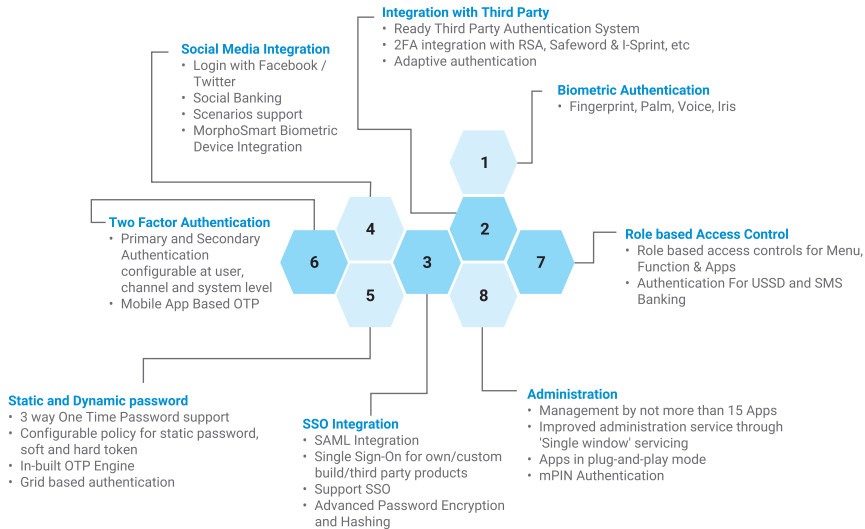 Integration with Third Party
• Ready Third Party Authentication System
• 2FA integration with RSA, Safeword & I-Sprint, etc
• Adaptive authentication
Social Media Integration
• Login with Facebook /
Twitter
• Social Banking
• Scenarios support
• MorphoSmart Biometric
Device Integration
Biometric Authentication
• Fingerprint, Palm, Voice, Iris
1
Two Factor Authentication
• Primary and Secondary
Authentication
configurable at user,
channel and system level
• Mobile App Based OTP
4
2
6
3
7
5
8
Role based Access Control
• Role based access controls for Menu,
Function & Apps
• Authentication For USSD and SMS
Banking
Static and Dynamic password
• 3 way One Time Password support
• Configurable policy for static password,
soft and hard token
• In-built OTP Engine
• Grid based authentication
SSO Integration
• SAML Integration
• Single Sign-On for own/custom
build/third party products
• Support SSO
• Advanced Password Encryption
and Hashing
Administration
• Management by not more than 15 Apps
• Improved administration service through
'Single window' servicing
• Apps in plug-and-play mode
• mPIN Authentication